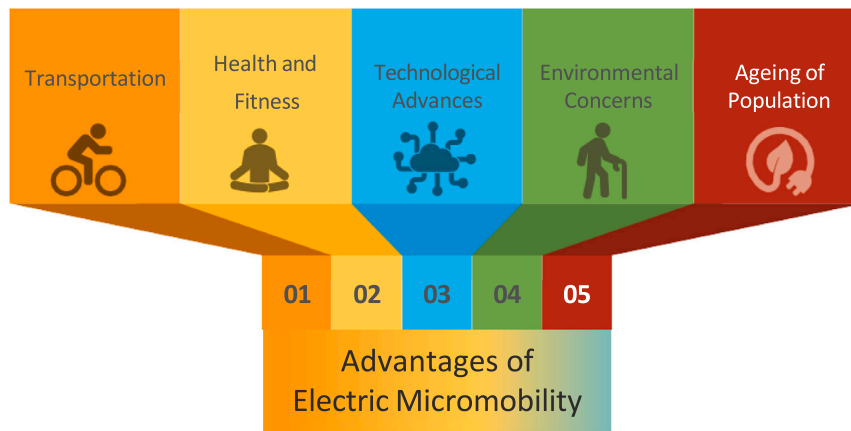 Transportation
Health and
Fitness
Technological
Advances
Environmental
Concerns
Ageing of
Population
01
02
03
04
05
Advantages of
Electric Micromobility